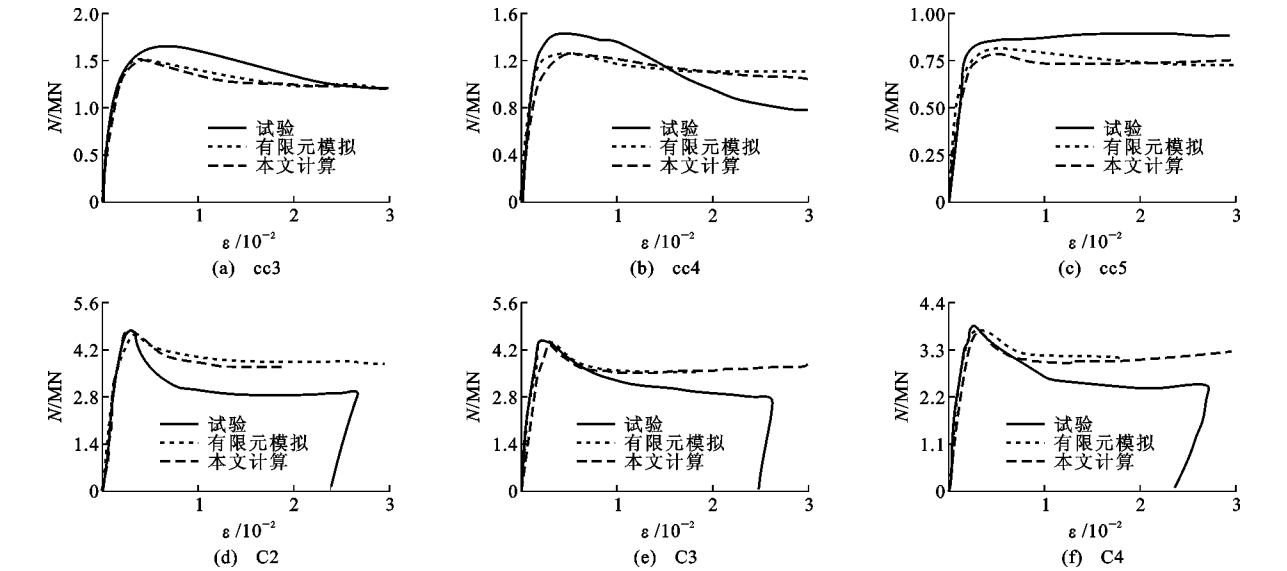 2.0
1.5
1.0
0.5
0
N/MN
试验
有限元模拟
本文计算
1 2 3
ε /10⁻²
(a) cc3
1.6
1.2
0.8
0.4
0
N/MN
试验
有限元模拟
本文计算
1 2 3
ε /10⁻²
(b) cc4
1.00
0.75
0.50
0.25
0
N/MN
试验
有限元模拟
本文计算
1 2 3
ε /10⁻²
(c) cc5
5.6
4.2
2.8
1.4
0
N/MN
试验
有限元模拟
本文计算
1 2 3
ε /10⁻²
(d) C2
5.6
4.2
2.8
1.4
0
N/MN
试验
有限元模拟
本文计算
1 2 3
ε /10⁻²
(e) C3
4.4
3.3
2.2
1.1
0
N/MN
试验
有限元模拟
本文计算
1 2 3
ε /10⁻²
(f) C4